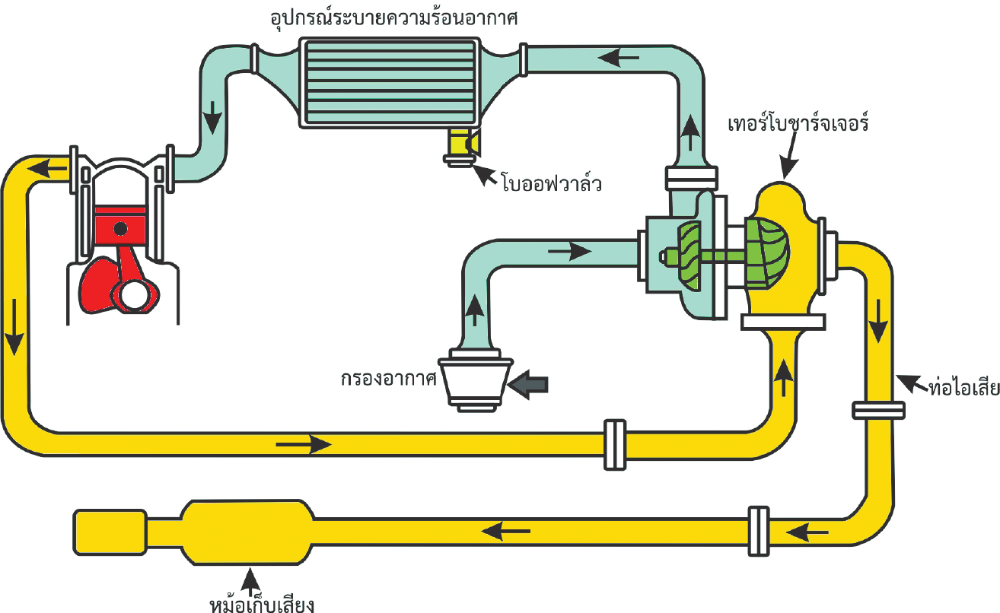 อุปกรณ์ระบายความร้อนอากาศ
เทอร์โบชาร์จเจอร์
โบออฟวาล์ว
กรองอากาศ
ท่อไอเสีย
หม้อเก็บเสียง